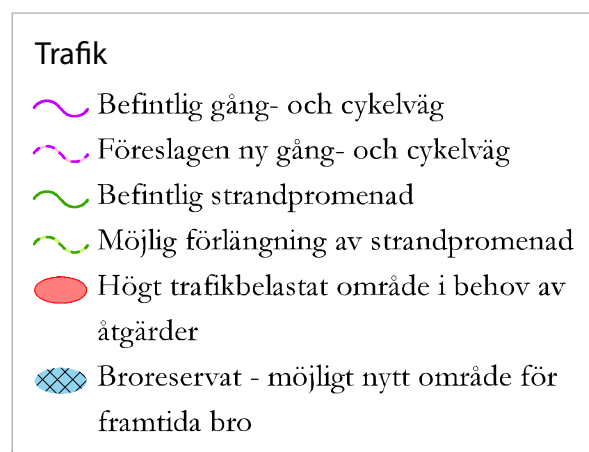 Trafik
Befintlig gång- och cykelväg
Föreslagen ny gång- och cykelväg
Befintlig strandpromenad
Möjlig förlängning av strandpromenad
Högt trafikbelastat område i behov av
åtgärder
Broreservat - möjligt nytt område för
framtida bro